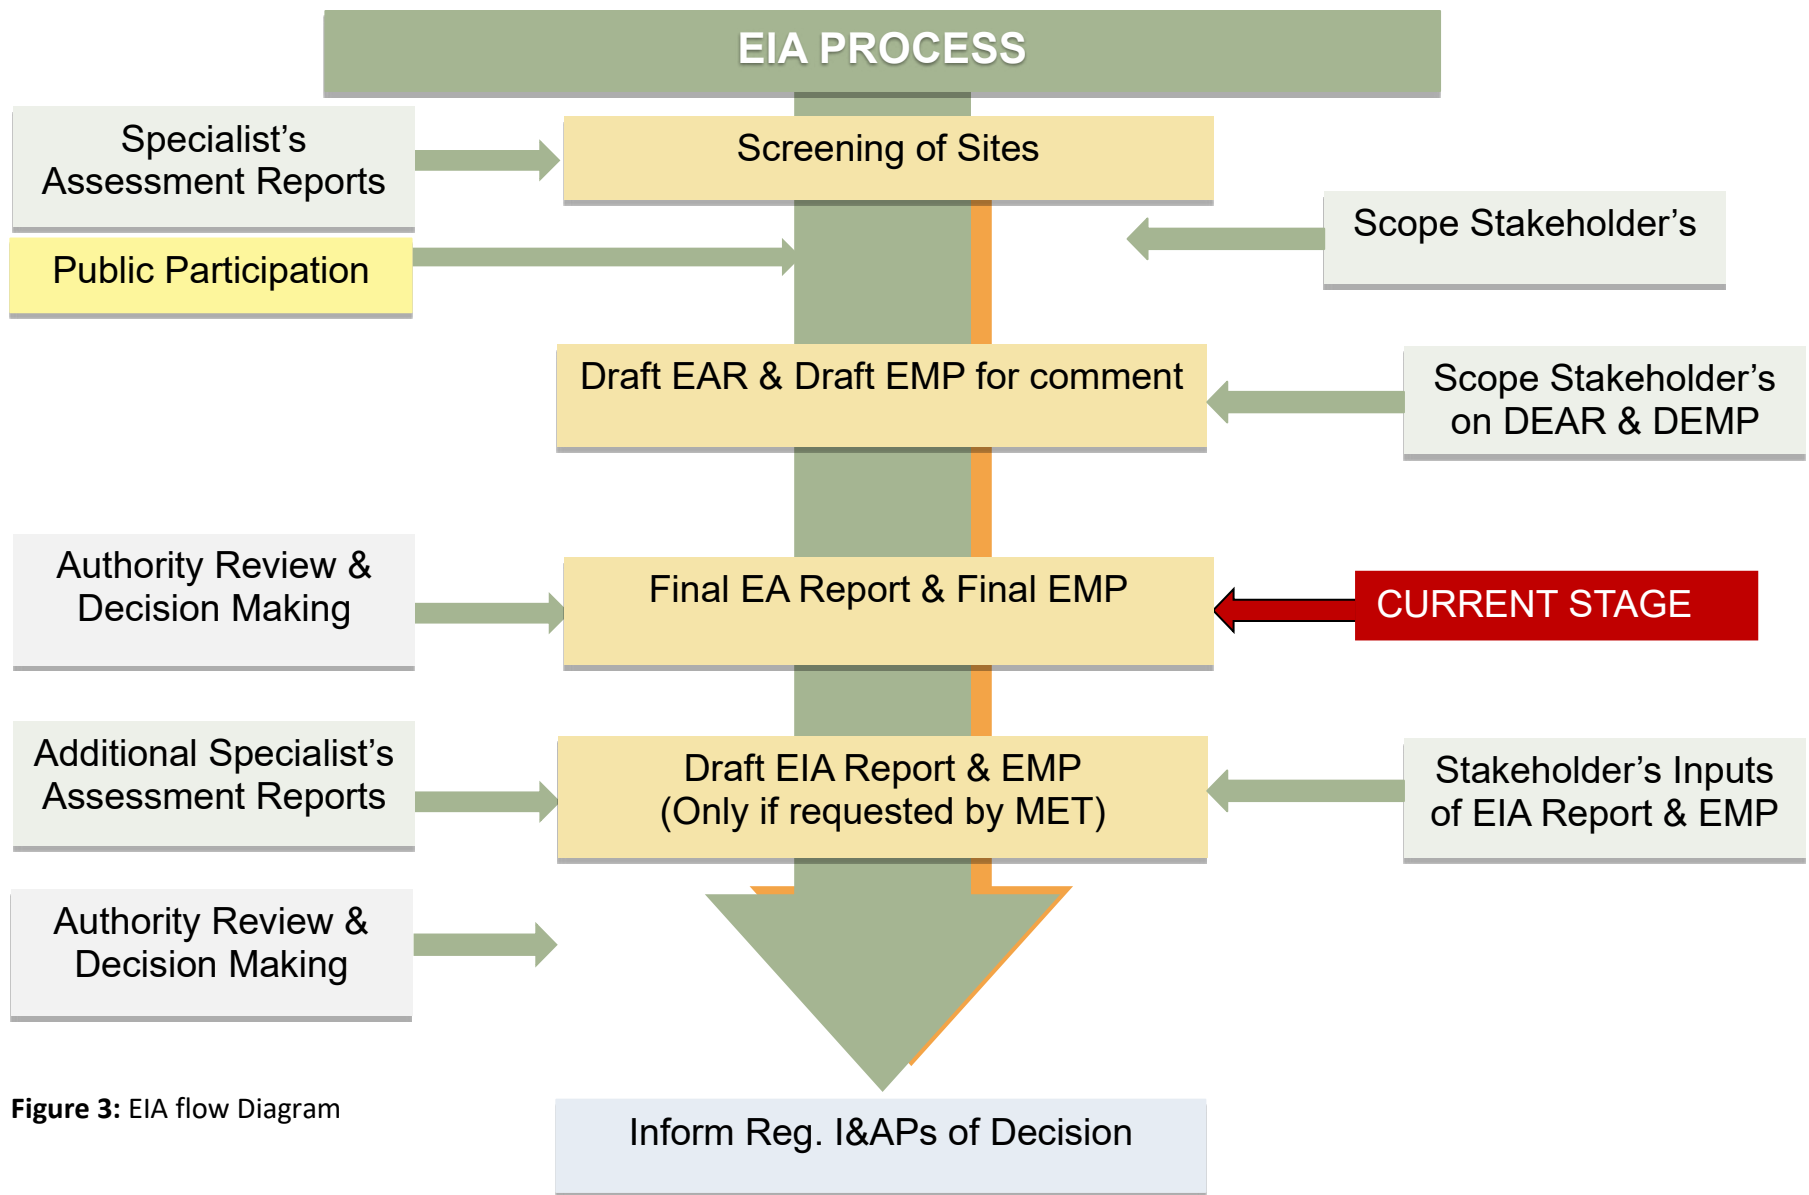 EIA PROCESS
Specialist's
Assessment Reports
Screening of Sites
Scope Stakeholder's
Public Participation
Draft EAR & Draft EMP for comment
Scope Stakeholder's
on DEAR & DEMP
Authority Review &
Decision Making
Final EA Report & Final EMP
CURRENT STAGE
Additional Specialist's
Assessment Reports
Draft EIA Report & EMP
(Only if requested by MET)
Stakeholder's Inputs
of EIA Report & EMP
Authority Review &
Decision Making
Figure 3: EIA flow Diagram
Inform Reg. I&APs of Decision